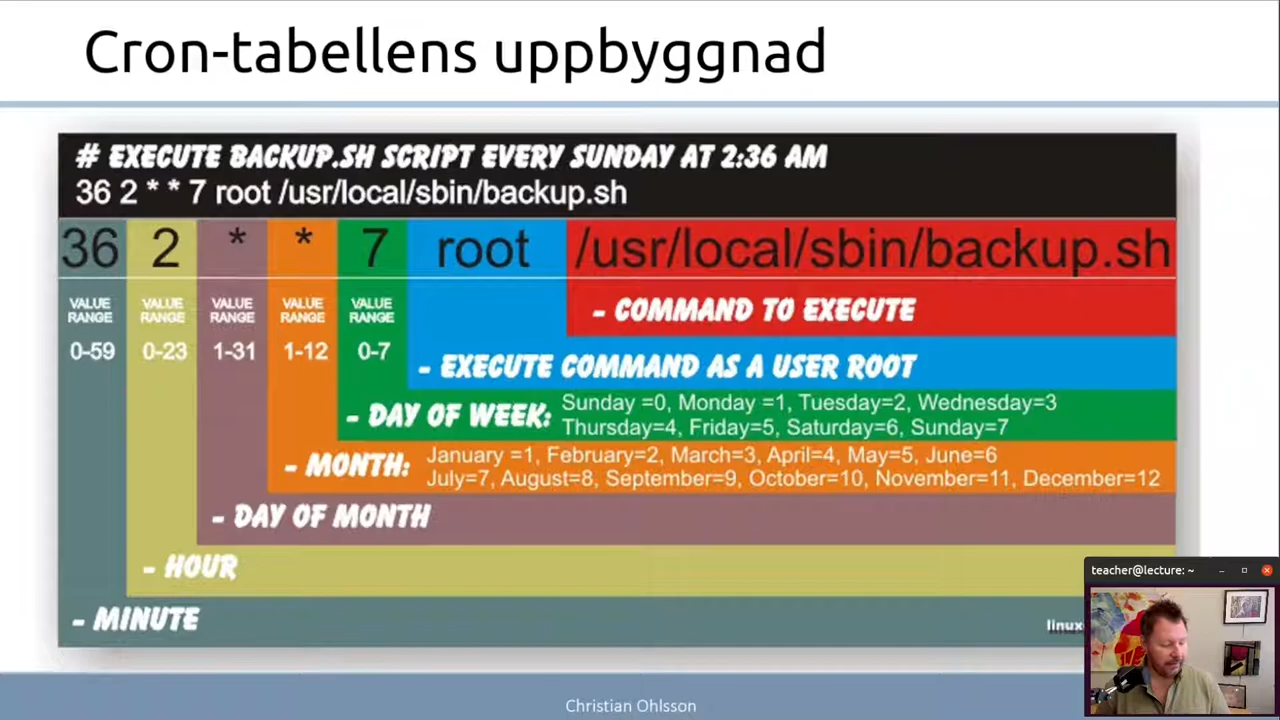 Cron-tabellens uppbyggnad
# EXECUTE BACKUP.SH SCRIPT EVERY SUNDAY AT 2:36 AM
36 2 * * 7 root /usr/local/sbin/backup.sh
36 2 * * 7 root /usr/local/sbin/backup.sh
VALUE RANGE VALUE RANGE VALUE RANGE VALUE RANGE VALUE RANGE
0-59 0-23 1-31 1-12 0-7
- COMMAND TO EXECUTE
- EXECUTE COMMAND AS A USER ROOT
- DAY OF WEEK: Sunday =0, Monday =1, Tuesday=2, Wednesday=3
Thursday=4, Friday=5, Saturday=6, Sunday=7
- MONTH: January =1, February=2, March=3, April=4, May=5, June=6
July=7, August=8, September=9, October=10, November=11, December=12
- DAY OF MONTH
- HOUR
- MINUTE
teacher@lecture: ~
Christian Ohlsson